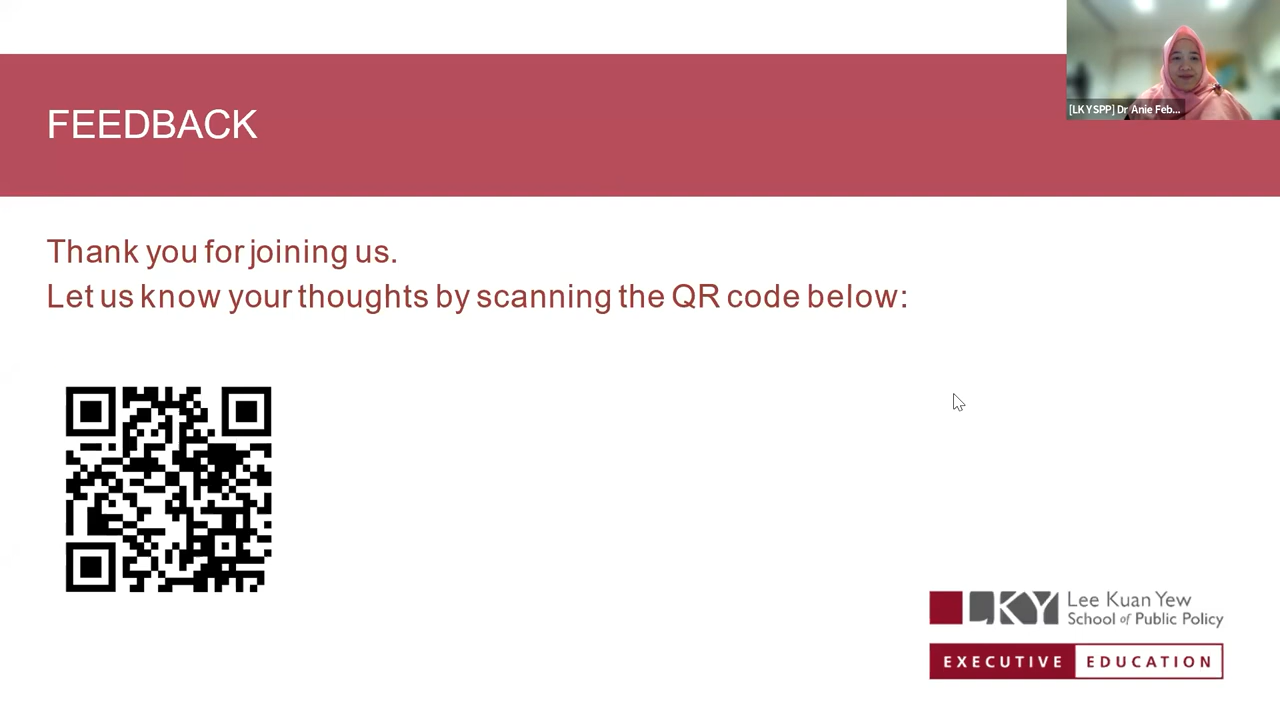 [LKYSPP] Dr Anie Feb...
FEEDBACK
Thank you for joining us.
Let us know your thoughts by scanning the QR code below:
LKY
Lee Kuan Yew
School of Public Policy
EXECUTIVE EDUCATION